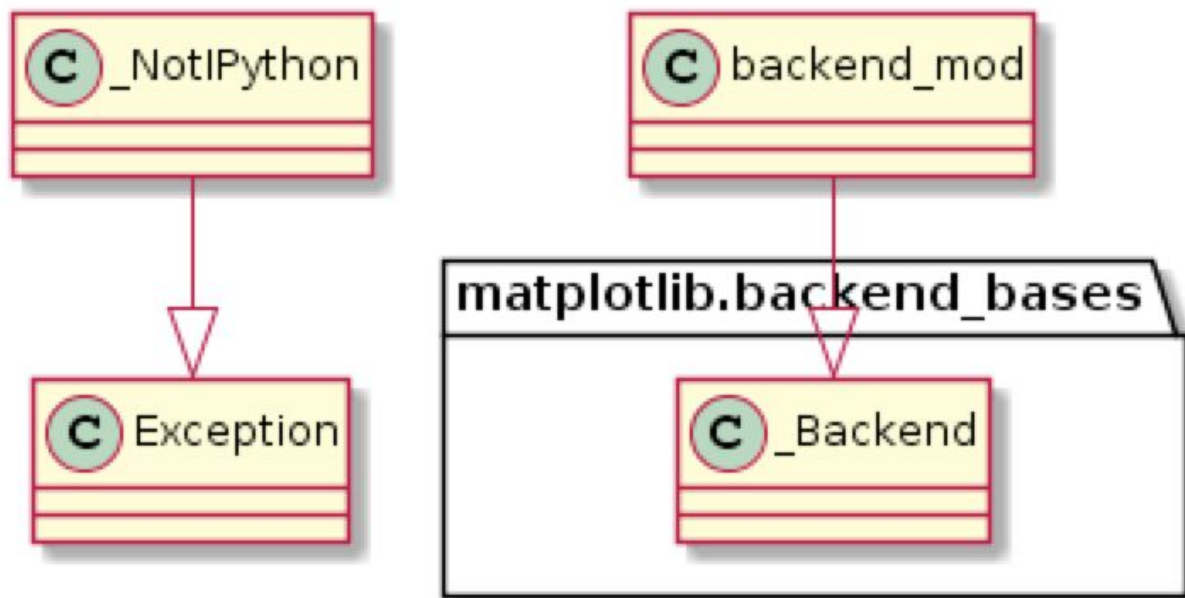 C _NotIPython
C backend_mod
matplotlib.backend_bases
C Exception
C _Backend